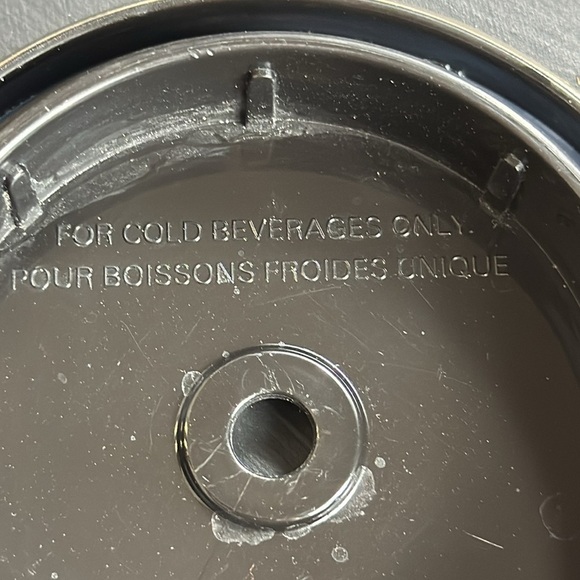 FOR COLD BEVERAGES ONLY.
POUR BOISSONS FROIDES UNIQUE